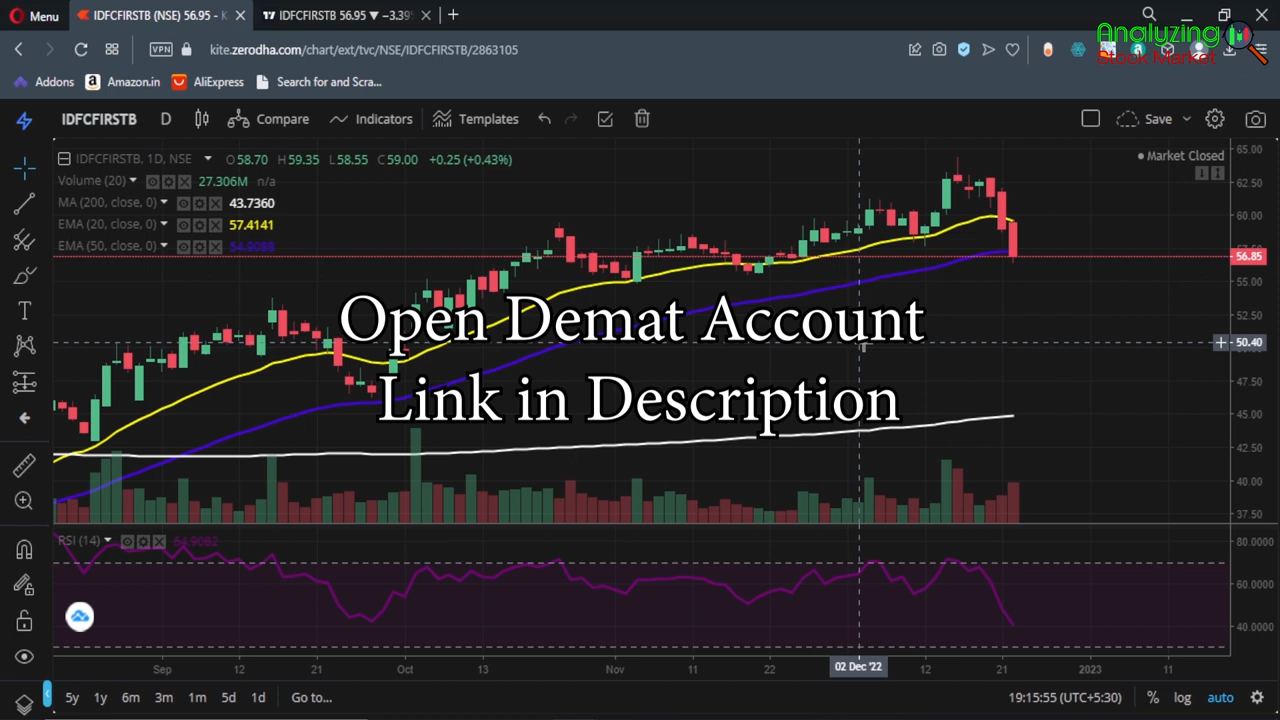 Menu
IDFCFIRSTB (NSE) 56.95 - K
IDFCFIRSTB 56.95 ▼ −3.39%
Analyzing
Stock Market
VPN
kite.zerodha.com/chart/ext/tvc/NSE/IDFCFIRSTB/2863105
Addons
Amazon.in
AliExpress
Search for and Scra...
IDFCFIRSTB
D
Compare
Indicators
Templates
Save
IDFCFIRSTB, 1D, NSE
O58.70 H59.35 L58.55 C59.00 +0.25 (+0.43%)
Market Closed
Volume (20)
27.306M n/a
MA (200, close, 0)
43.7360
EMA (20, close, 0)
57.4141
EMA (50, close, 0)
54.9088
65.00
62.50
60.00
57.50
56.85
55.00
52.50
50.40
47.50
45.00
42.50
40.00
37.50
Open Demat Account
Link in Description
RSI (14)
54.9082
80.0000
60.0000
40.0000
Sep 12 21 Oct 13 Nov 11 22 02 Dec '22 12 21 2023 11
5y 1y 6m 3m 1m 5d 1d Go to...
19:15:55 (UTC+5:30) % log auto